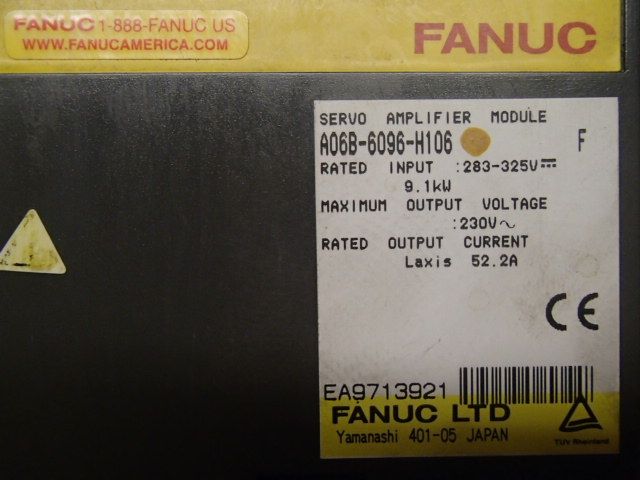 FANUC 1-888-FANUC US
WWW.FANUCAMERICA.COM
FANUC
SERVO AMPLIFIER MODULE
A06B-6096-H106 F
RATED INPUT :283-325V⎓
9.1kW
MAXIMUM OUTPUT VOLTAGE
:230V～
RATED OUTPUT CURRENT
Laxis 52.2A
CE
EA9713921
FANUC LTD
Yamanashi 401-05 JAPAN
TÜV Rheinland